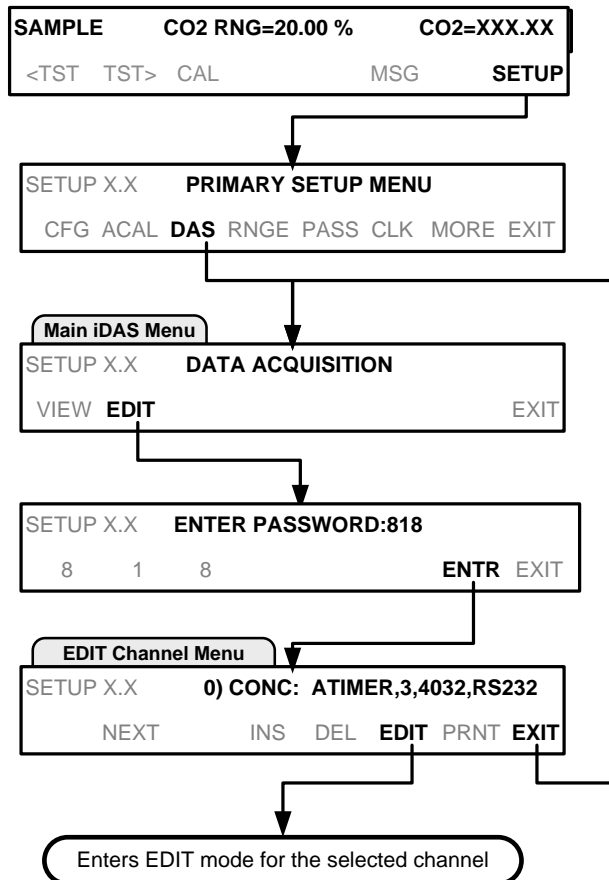 SAMPLE CO2 RNG=20.00 % CO2=XXX.XX
<TST TST> CAL MSG SETUP
SETUP X.X PRIMARY SETUP MENU
CFG ACAL DAS RNGE PASS CLK MORE EXIT
Main iDAS Menu
SETUP X.X DATA ACQUISITION
VIEW EDIT EXIT
SETUP X.X ENTER PASSWORD:818
8 1 8 ENTR EXIT
EDIT Channel Menu
SETUP X.X 0) CONC: ATIMER,3,4032,RS232
NEXT INS DEL EDIT PRNT EXIT
Enters EDIT mode for the selected channel